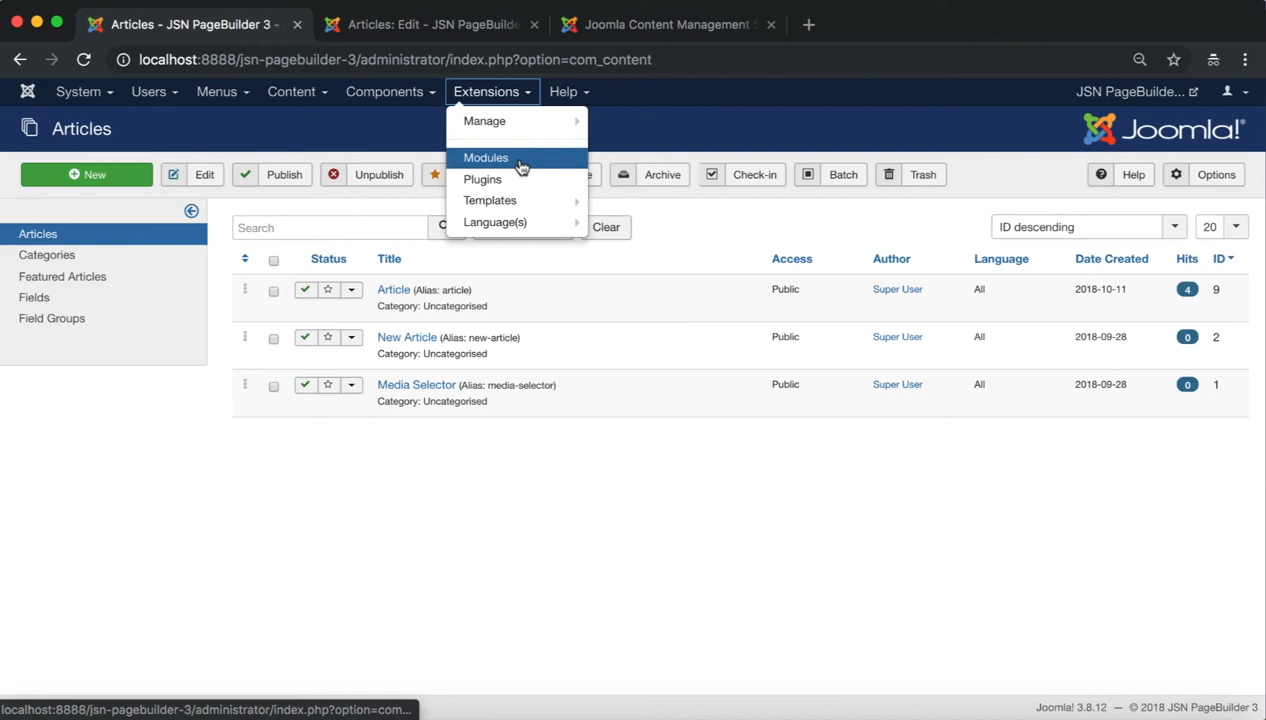 Articles - JSN PageBuilder 3 -
Articles: Edit - JSN PageBuilde
Joomla Content Management S
localhost:8888/jsn-pagebuilder-3/administrator/index.php?option=com_content
System
Users
Menus
Content
Components
Extensions
Help
JSN PageBuilde...
Articles
Joomla!
Manage
Modules
Plugins
Templates
Language(s)
New
Edit
Publish
Unpublish
Archive
Check-in
Batch
Trash
Help
Options
Articles
Categories
Featured Articles
Fields
Field Groups
Search
Clear
ID descending
20
Status
Title
Access
Author
Language
Date Created
Hits
ID
Article (Alias: article)
Category: Uncategorised
Public
Super User
All
2018-10-11
4
9
New Article (Alias: new-article)
Category: Uncategorised
Public
Super User
All
2018-09-28
0
2
Media Selector (Alias: media-selector)
Category: Uncategorised
Public
Super User
All
2018-09-28
0
1
localhost:8888/jsn-pagebuilder-3/administrator/index.php?option=com...
Joomla! 3.8.12 — © 2018 JSN PageBuilder 3